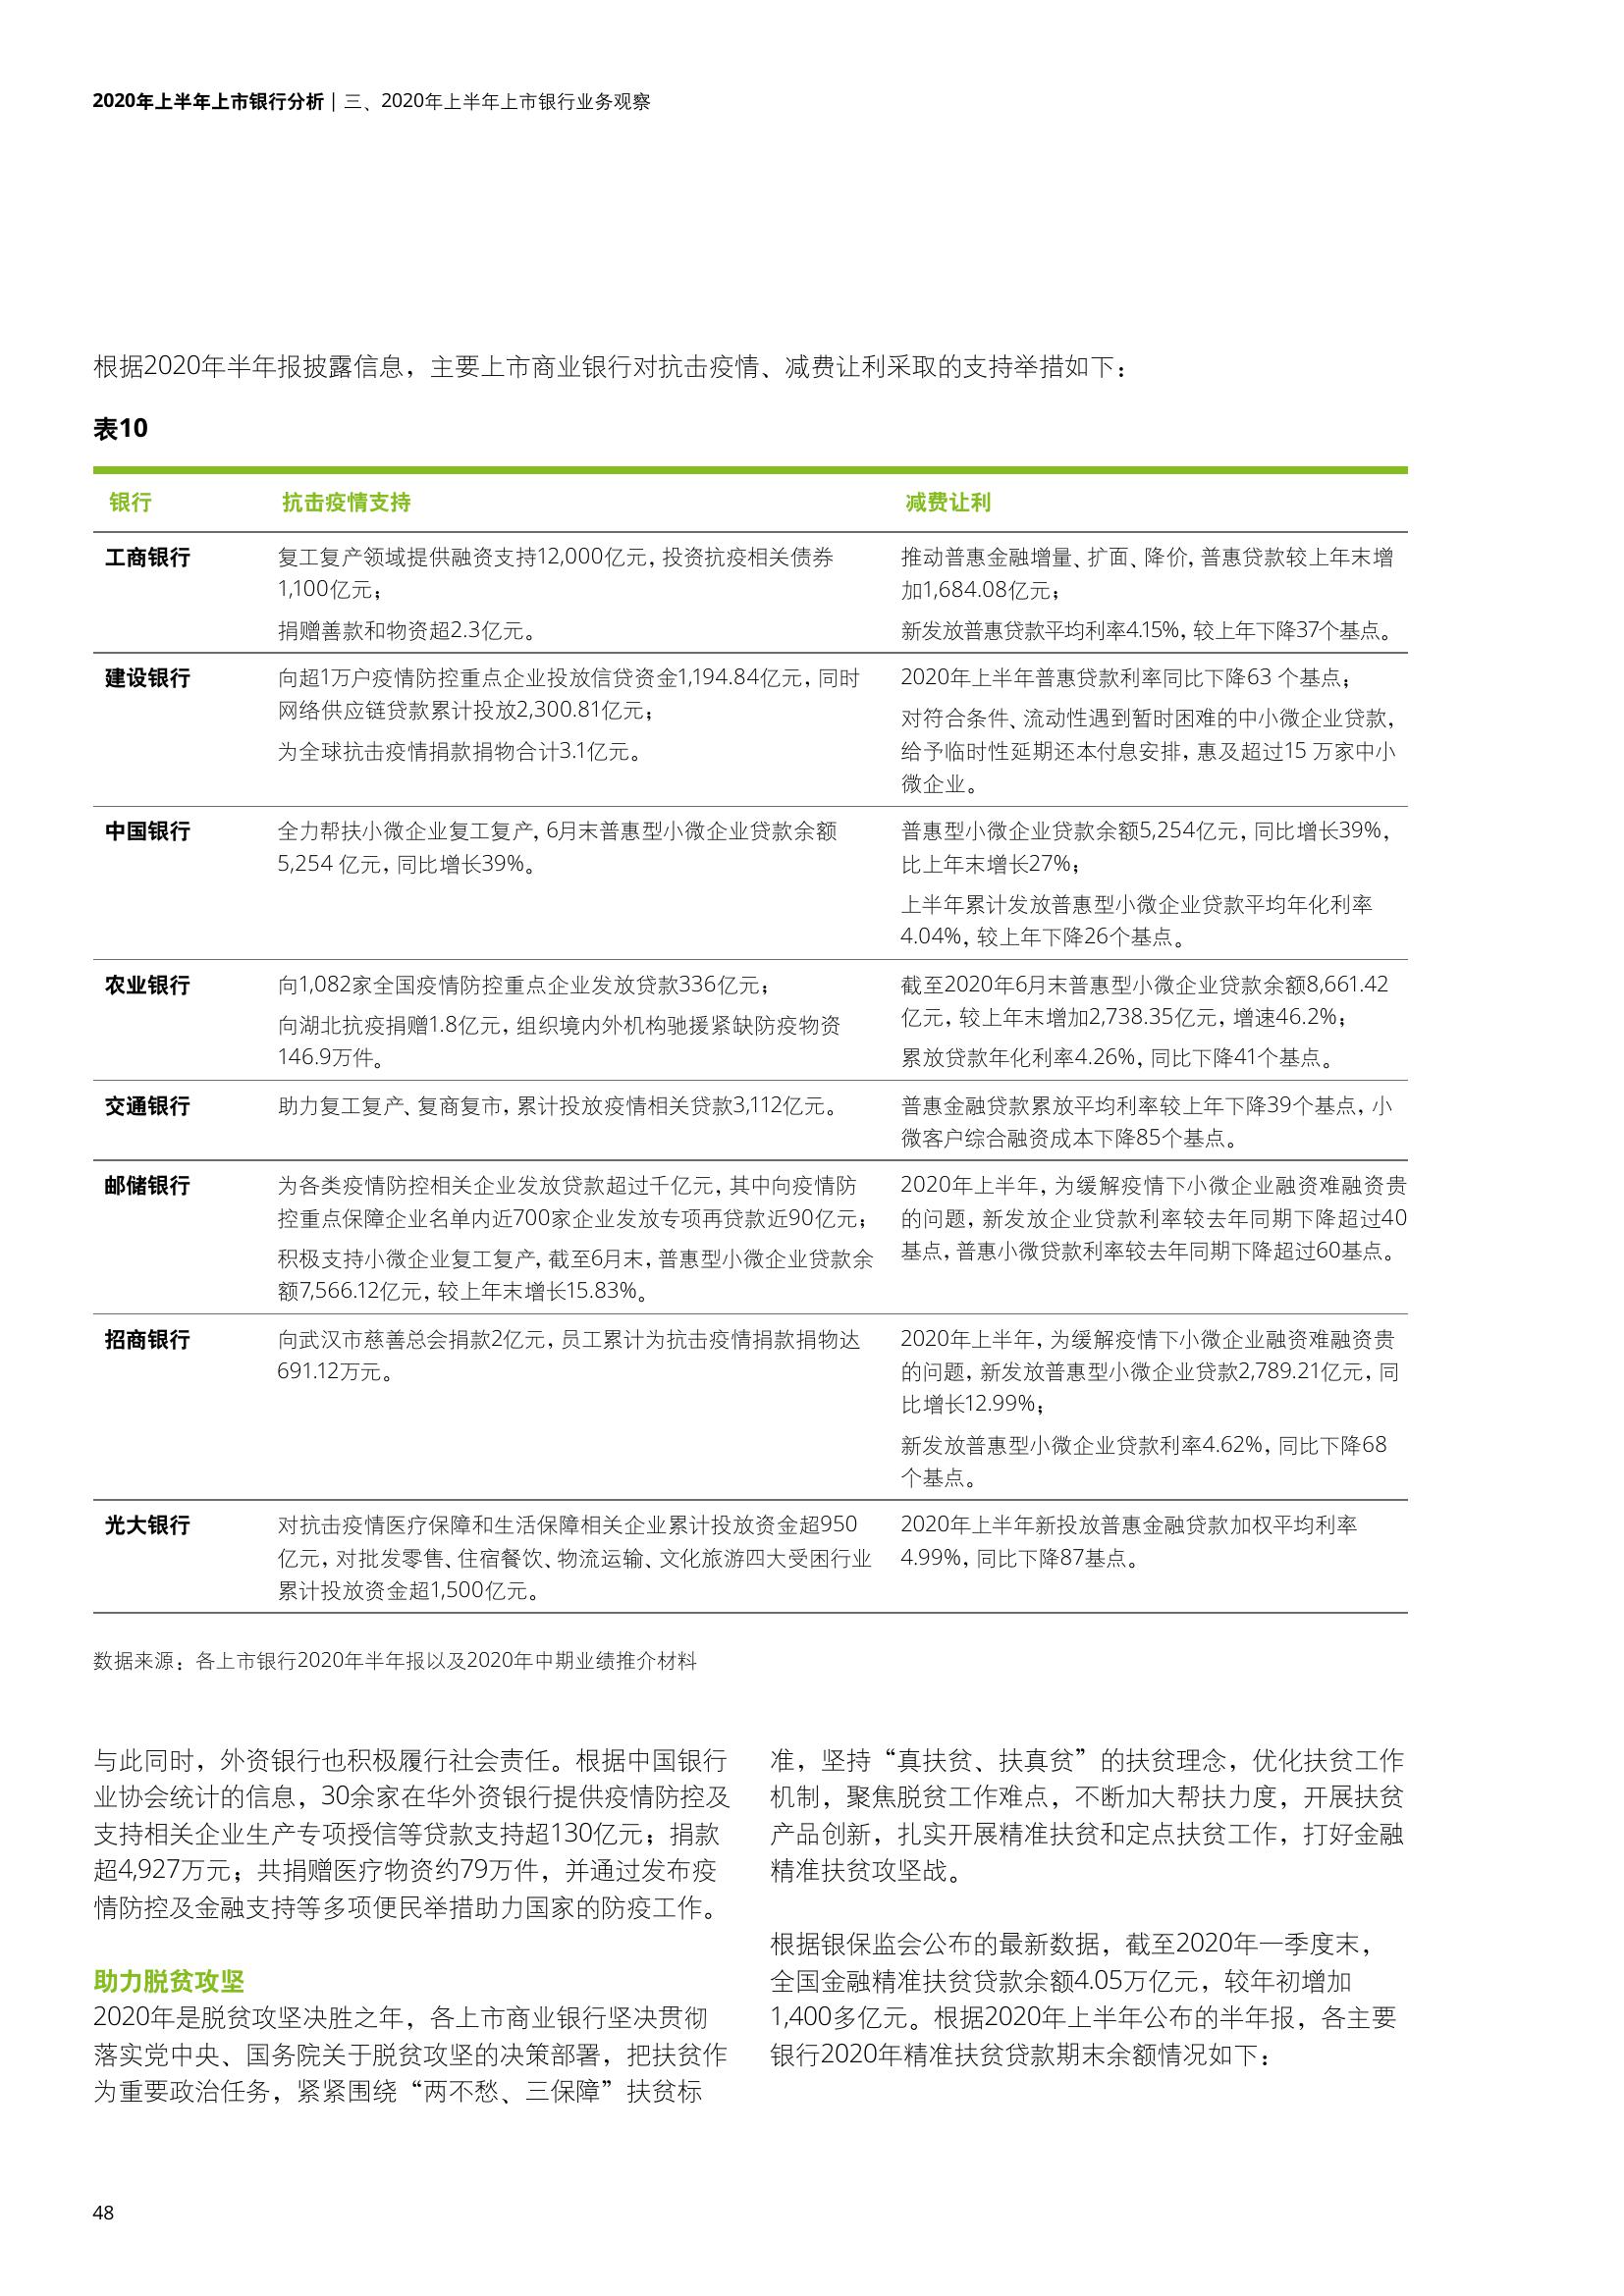 2020年上半年上市银行分析 | 三、2020年上半年上市银行业务观察
根据2020年半年报披露信息，主要上市商业银行对抗击疫情、减费让利采取的支持举措如下：
表10
银行 抗击疫情支持 减费让利
工商银行
复工复产领域提供融资支持12,000亿元，投资抗疫相关债券
1,100亿元；
捐赠善款和物资超2.3亿元。
推动普惠金融增量、扩面、降价，普惠贷款较上年末增
加1,684.08亿元；
新发放普惠贷款平均利率4.15%，较上年下降37个基点。
建设银行
向超1万户疫情防控重点企业投放信贷资金1,194.84亿元，同时
网络供应链贷款累计投放2,300.81亿元；
为全球抗击疫情捐款捐物合计3.1亿元。
2020年上半年普惠贷款利率同比下降63 个基点；
对符合条件、流动性遇到暂时困难的中小微企业贷款，
给予临时性延期还本付息安排，惠及超过15 万家中小
微企业。
中国银行
全力帮扶小微企业复工复产，6月末普惠型小微企业贷款余额
5,254 亿元，同比增长39%。
普惠型小微企业贷款余额5,254亿元，同比增长39%，
比上年末增长27%；
上半年累计发放普惠型小微企业贷款平均年化利率
4.04%，较上年下降26个基点。
农业银行
向1,082家全国疫情防控重点企业发放贷款336亿元；
向湖北抗疫捐赠1.8亿元，组织境内外机构驰援紧缺防疫物资
146.9万件。
截至2020年6月末普惠型小微企业贷款余额8,661.42
亿元，较上年末增加2,738.35亿元，增速46.2%；
累放贷款年化利率4.26%，同比下降41个基点。
交通银行
助力复工复产、复商复市，累计投放疫情相关贷款3,112亿元。
普惠金融贷款累放平均利率较上年下降39个基点，小
微客户综合融资成本下降85个基点。
邮储银行
为各类疫情防控相关企业发放贷款超过千亿元，其中向疫情防
控重点保障企业名单内近700家企业发放专项再贷款近90亿元；
积极支持小微企业复工复产，截至6月末，普惠型小微企业贷款余
额7,566.12亿元，较上年末增长15.83%。
2020年上半年，为缓解疫情下小微企业融资难融资贵
的问题，新发放企业贷款利率较去年同期下降超过40
基点，普惠小微贷款利率较去年同期下降超过60基点。
招商银行
向武汉市慈善总会捐款2亿元，员工累计为抗击疫情捐款捐物达
691.12万元。
2020年上半年，为缓解疫情下小微企业融资难融资贵
的问题，新发放普惠型小微企业贷款2,789.21亿元，同
比增长12.99%；
新发放普惠型小微企业贷款利率4.62%，同比下降68
个基点。
光大银行
对抗击疫情医疗保障和生活保障相关企业累计投放资金超950
亿元，对批发零售、住宿餐饮、物流运输、文化旅游四大受困行业
累计投放资金超1,500亿元。
2020年上半年新投放普惠金融贷款加权平均利率
4.99%，同比下降87基点。
数据来源：各上市银行2020年半年报以及2020年中期业绩推介材料
与此同时，外资银行也积极履行社会责任。根据中国银行
业协会统计的信息，30余家在华外资银行提供疫情防控及
支持相关企业生产专项授信等贷款支持超130亿元；捐款
超4,927万元；共捐赠医疗物资约79万件，并通过发布疫
情防控及金融支持等多项便民举措助力国家的防疫工作。
助力脱贫攻坚
2020年是脱贫攻坚决胜之年，各上市商业银行坚决贯彻
落实党中央、国务院关于脱贫攻坚的决策部署，把扶贫作
为重要政治任务，紧紧围绕“两不愁、三保障”扶贫标
准，坚持“真扶贫、扶真贫”的扶贫理念，优化扶贫工作
机制，聚焦脱贫工作难点，不断加大帮扶力度，开展扶贫
产品创新，扎实开展精准扶贫和定点扶贫工作，打好金融
精准扶贫攻坚战。
根据银保监会公布的最新数据，截至2020年一季度末，
全国金融精准扶贫贷款余额4.05万亿元，较年初增加
1,400多亿元。根据2020年上半年公布的半年报，各主要
银行2020年精准扶贫贷款期末余额情况如下：
48